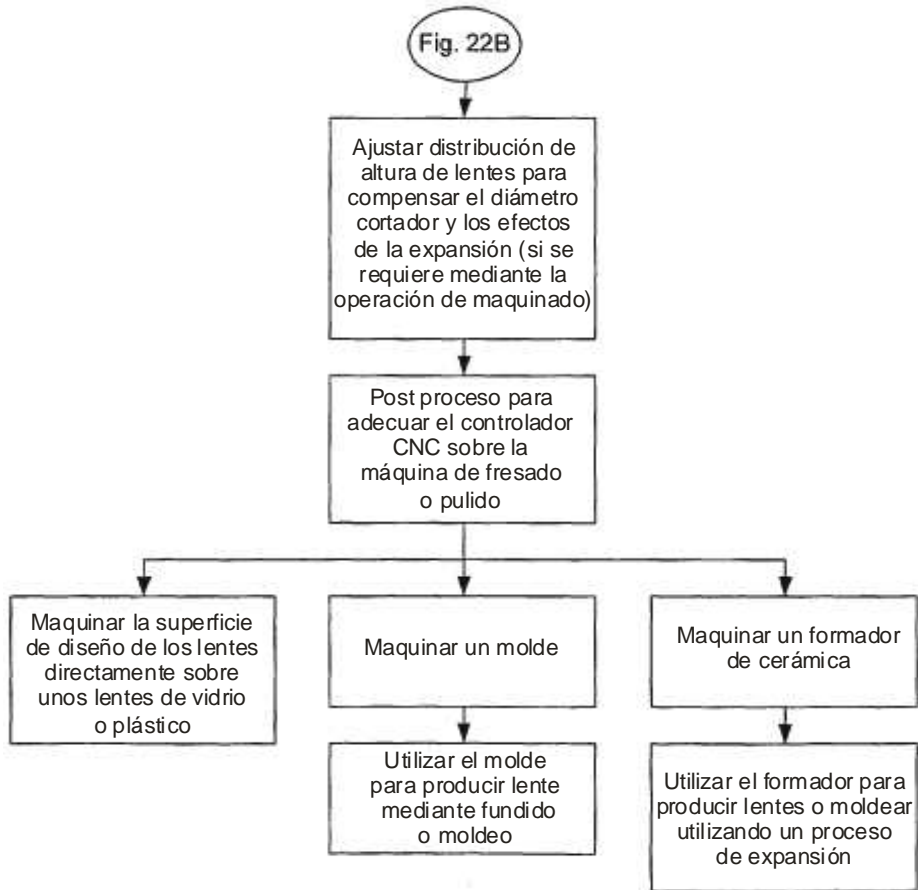 Fig. 22B
Ajustar distribución de
altura de lentes para
compensar el diámetro
cortador y los efectos
de la expansión (si se
requiere mediante la
operación de maquinado)
Post proceso para
adecuar el controlador
CNC sobre la
máquina de fresado
o pulido
Maquinar la superficie
de diseño de los lentes
directamente sobre
unos lentes de vidrio
o plástico
Maquinar un molde
Utilizar el molde
para producir lente
mediante fundido
o moldeo
Maquinar un formador
de cerámica
Utilizar el formador para
producir lentes o moldear
utilizando un proceso
de expansión